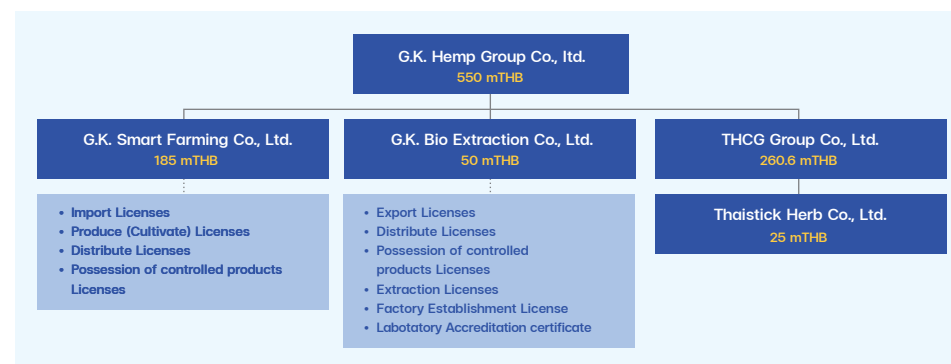 G.K. Hemp Group Co., ltd.
550 mTHB
G.K. Smart Farming Co., Ltd.
185 mTHB
G.K. Bio Extraction Co., Ltd.
50 mTHB
THCG Group Co., Ltd.
260.6 mTHB
• Import Licenses
• Produce (Cultivate) Licenses
• Distribute Licenses
• Possession of controlled products
Licenses
• Export Licenses
• Distribute Licenses
• Possession of controlled
products Licenses
• Extraction Licenses
• Factory Establishment License
• Labotatory Accreditation certificate
Thaistick Herb Co., Ltd.
25 mTHB